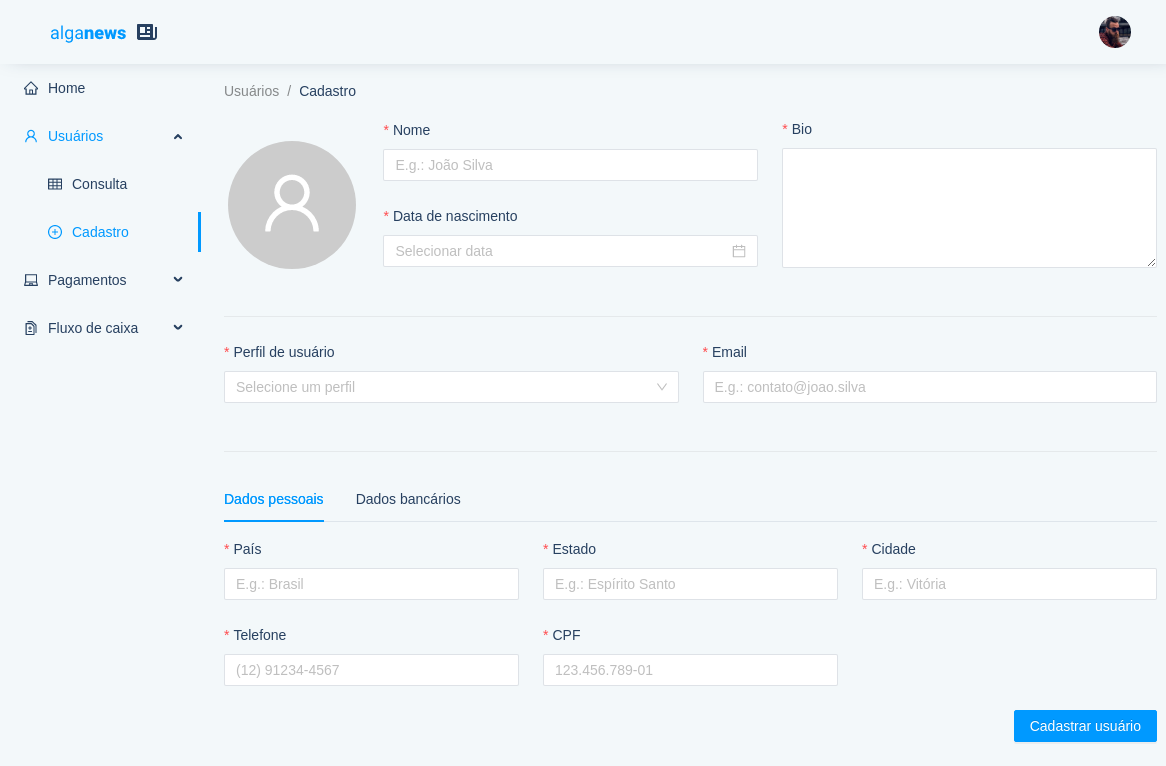 alganews
Home
Usuários
Consulta
Cadastro
Pagamentos
Fluxo de caixa
Usuários / Cadastro
* Nome
E.g.: João Silva
* Data de nascimento
Selecionar data
* Bio
* Perfil de usuário
Selecione um perfil
* Email
E.g.: contato@joao.silva
Dados pessoais
Dados bancários
* País
E.g.: Brasil
* Estado
E.g.: Espírito Santo
* Cidade
E.g.: Vitória
* Telefone
(12) 91234-4567
* CPF
123.456.789-01
Cadastrar usuário